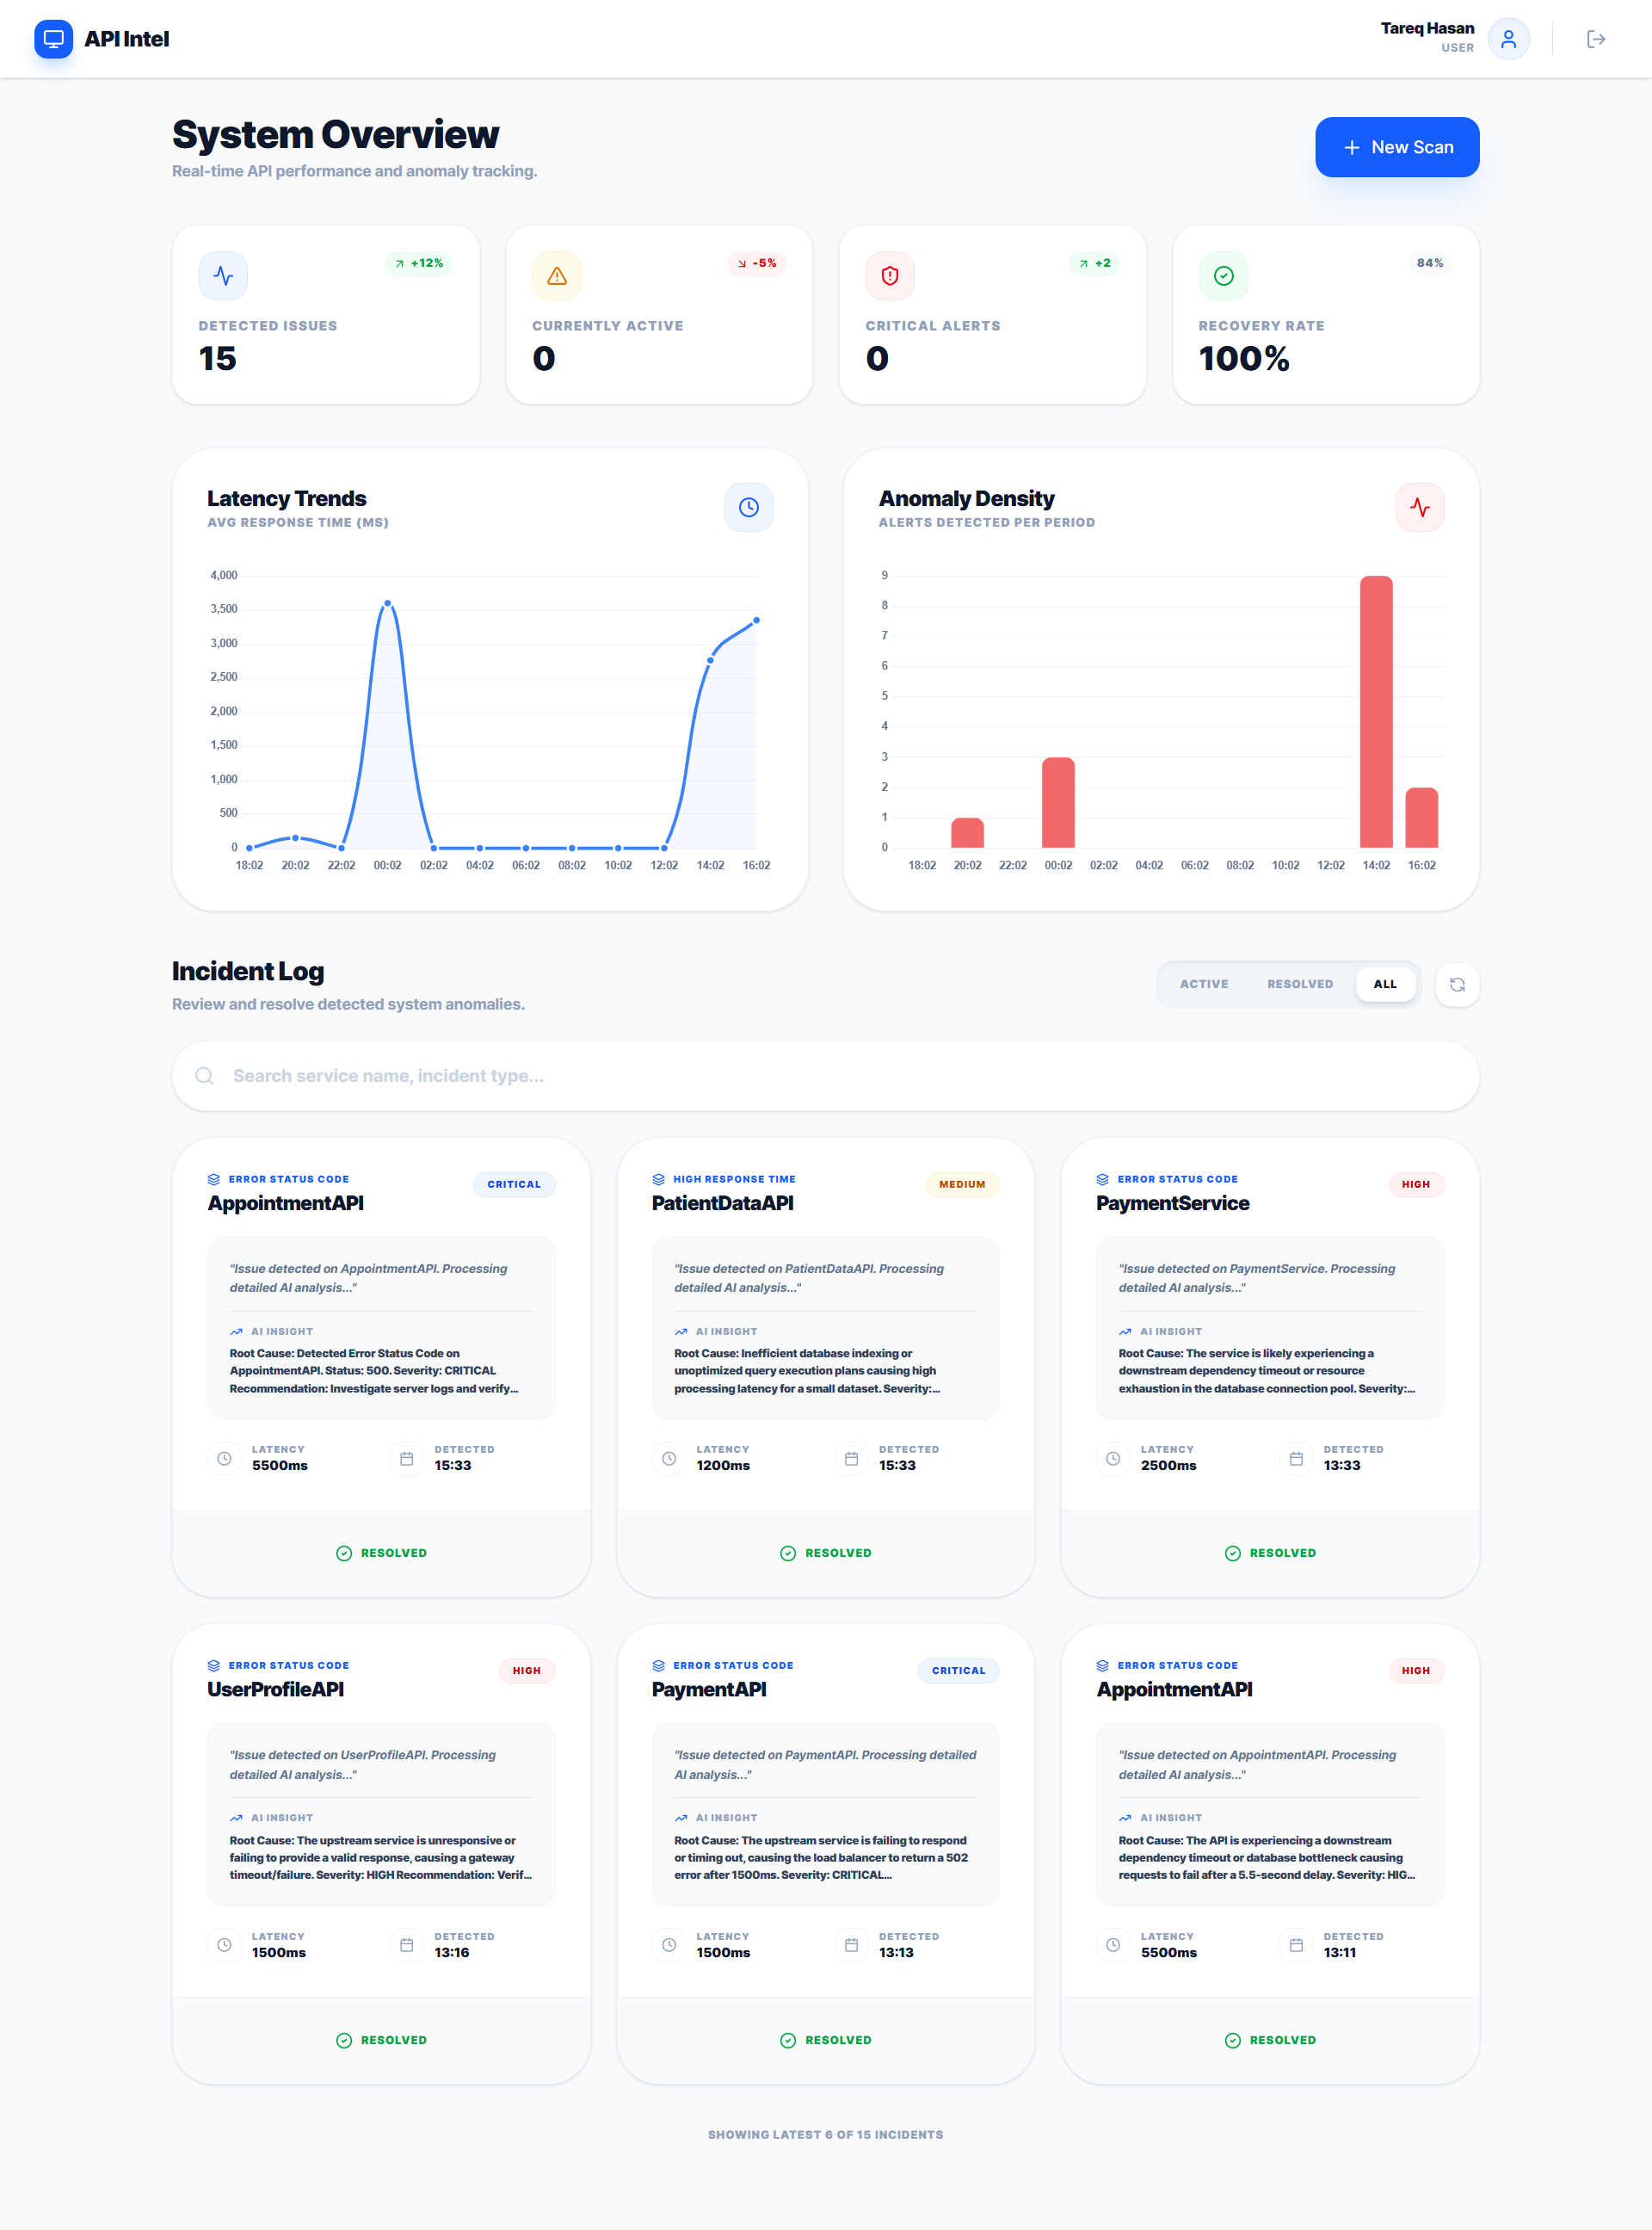 API Intel
Tareq Hasan
USER
System Overview
Real-time API performance and anomaly tracking.
New Scan
+12%
DETECTED ISSUES
15
-5%
CURRENTLY ACTIVE
0
+2
CRITICAL ALERTS
0
84%
RECOVERY RATE
100%
Latency Trends
AVG RESPONSE TIME (MS)
4,000
3,500
3,000
2,500
2,000
1,500
1,000
500
0
18:02 20:02 22:02 00:02 02:02 04:02 06:02 08:02 10:02 12:02 14:02 16:02
Anomaly Density
ALERTS DETECTED PER PERIOD
9
8
7
6
5
4
3
2
1
0
18:02 20:02 22:02 00:02 02:02 04:02 06:02 08:02 10:02 12:02 14:02 16:02
Incident Log
Review and resolve detected system anomalies.
ACTIVE RESOLVED ALL
Search service name, incident type...
ERROR STATUS CODE
CRITICAL
AppointmentAPI
"Issue detected on AppointmentAPI. Processing
detailed AI analysis..."
AI INSIGHT
Root Cause: Detected Error Status Code on
AppointmentAPI. Status: 500. Severity: CRITICAL
Recommendation: Investigate server logs and verify...
LATENCY
5500ms
DETECTED
15:33
RESOLVED
HIGH RESPONSE TIME
MEDIUM
PatientDataAPI
"Issue detected on PatientDataAPI. Processing
detailed AI analysis..."
AI INSIGHT
Root Cause: Inefficient database indexing or
unoptimized query execution plans causing high
processing latency for a small dataset. Severity:...
LATENCY
1200ms
DETECTED
15:33
RESOLVED
ERROR STATUS CODE
HIGH
PaymentService
"Issue detected on PaymentService. Processing
detailed AI analysis..."
AI INSIGHT
Root Cause: The service is likely experiencing a
downstream dependency timeout or resource
exhaustion in the database connection pool. Severity:...
LATENCY
2500ms
DETECTED
13:33
RESOLVED
ERROR STATUS CODE
HIGH
UserProfileAPI
"Issue detected on UserProfileAPI. Processing
detailed AI analysis..."
AI INSIGHT
Root Cause: The upstream service is unresponsive or
failing to provide a valid response, causing a gateway
timeout/failure. Severity: HIGH Recommendation: Verif...
LATENCY
1500ms
DETECTED
13:16
RESOLVED
ERROR STATUS CODE
CRITICAL
PaymentAPI
"Issue detected on PaymentAPI. Processing detailed
AI analysis..."
AI INSIGHT
Root Cause: The upstream service is failing to respond
or timing out, causing the load balancer to return a 502
error after 1500ms. Severity: CRITICAL...
LATENCY
1500ms
DETECTED
13:13
RESOLVED
ERROR STATUS CODE
HIGH
AppointmentAPI
"Issue detected on AppointmentAPI. Processing
detailed AI analysis..."
AI INSIGHT
Root Cause: The API is experiencing a downstream
dependency timeout or database bottleneck causing
requests to fail after a 5.5-second delay. Severity: HIG...
LATENCY
5500ms
DETECTED
13:11
RESOLVED
SHOWING LATEST 6 OF 15 INCIDENTS